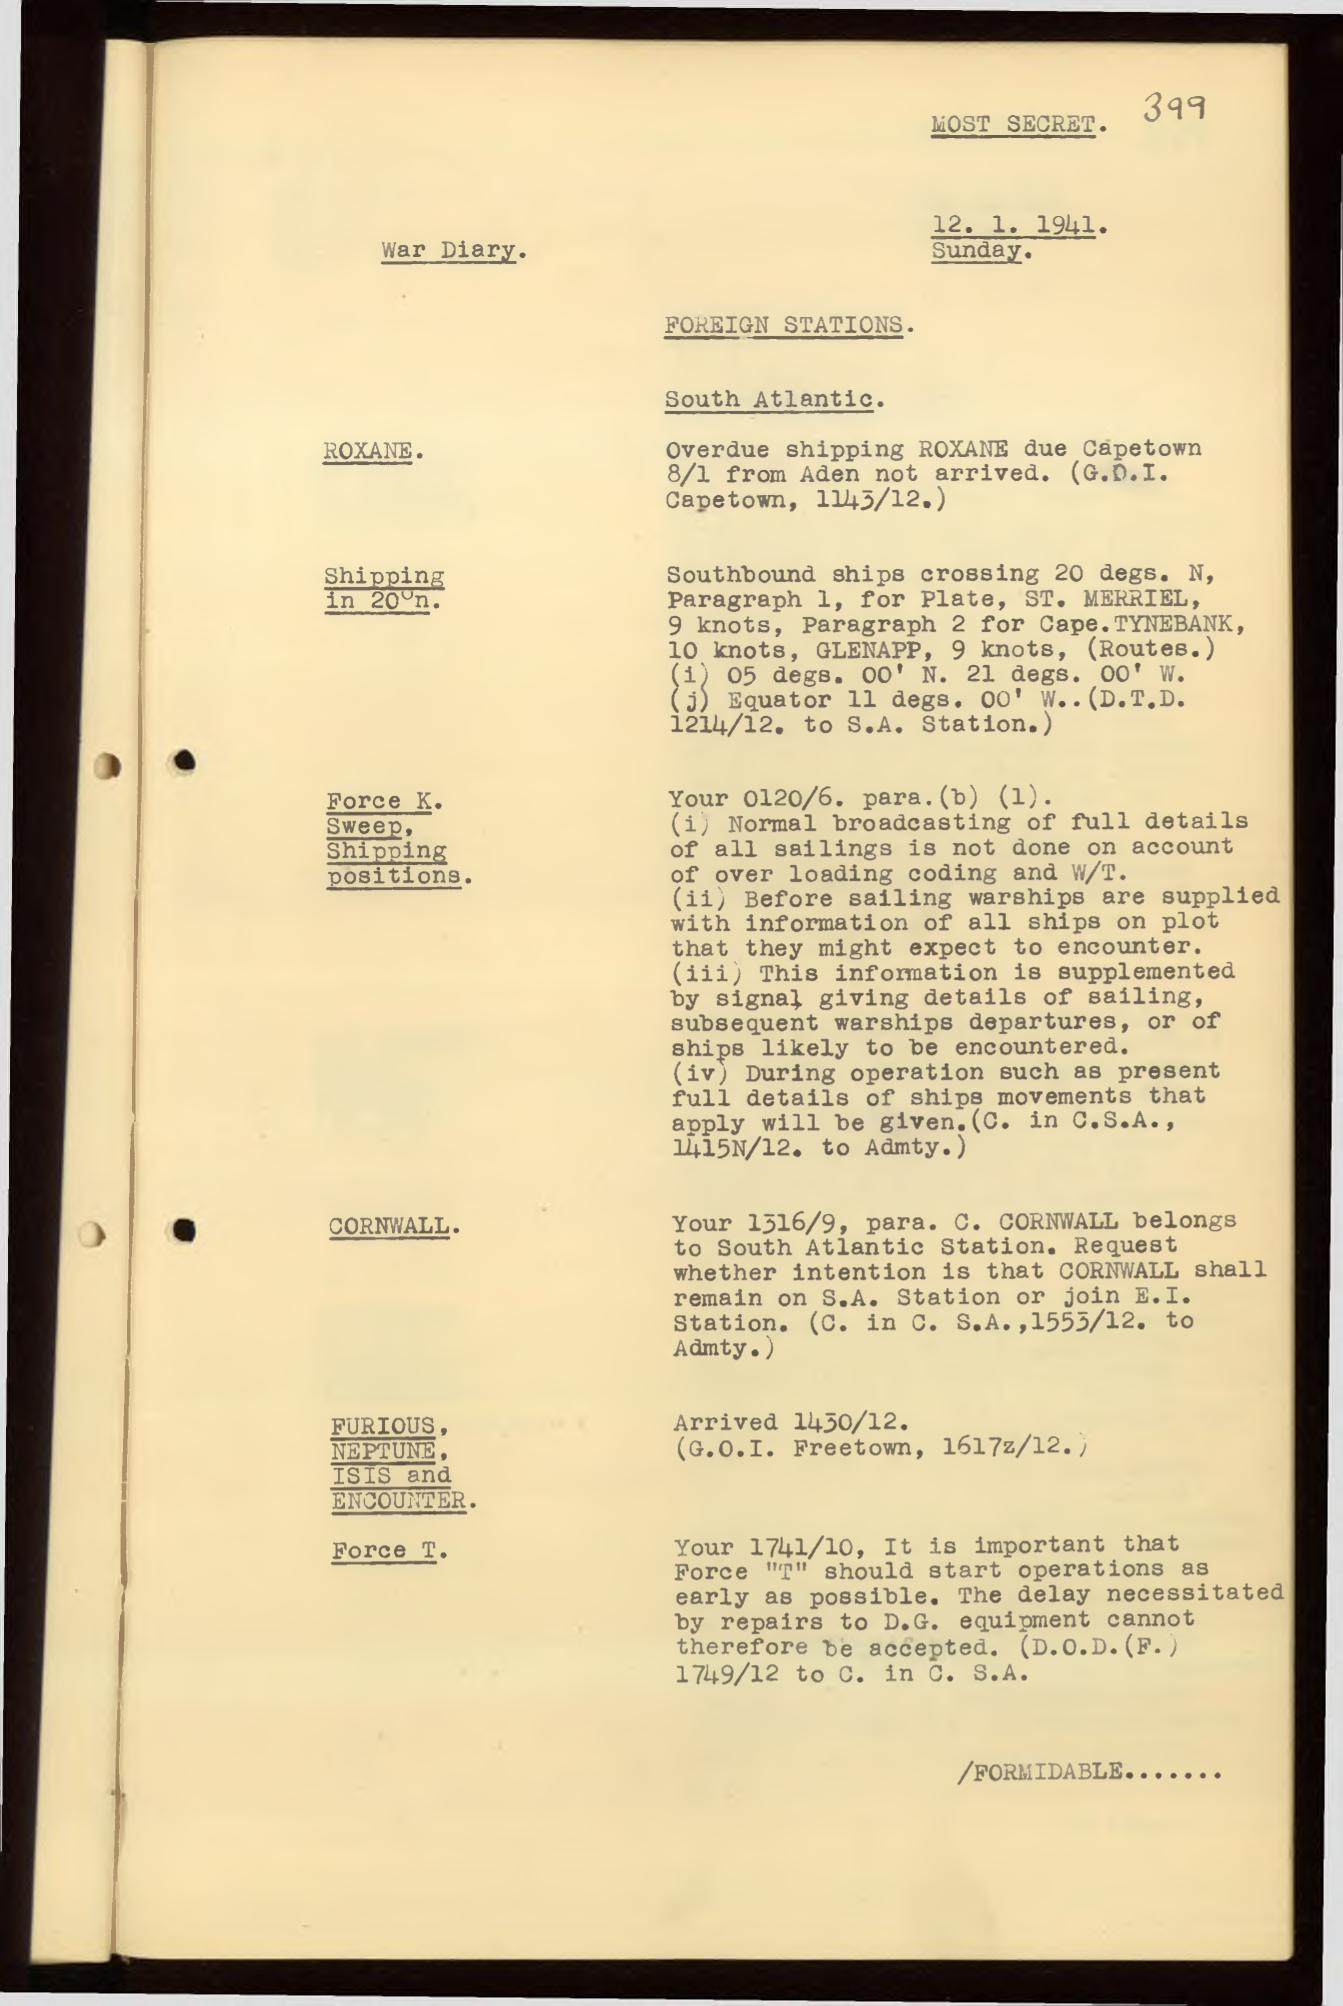 399
MOST SECRET.
12. 1. 1941.
War Diary.
Sunday.
FOREIGN STATIONS.
South Atlantic.
ROXANE.
Overdue shipping ROXANE due Capetown
8/1 from Aden not arrived. (G.O.I.
Capetown, 1143/12.)
Shipping
in 20°n.
Southbound ships crossing 20 degs. N,
Paragraph 1, for Plate, ST. MERRIEL,
9 knots, Paragraph 2 for Cape.TYNEBANK,
10 knots, GLENAPP, 9 knots, (Routes.)
(i) 05 degs. 00' N. 21 degs. 00' W.
(j) Equator 11 degs. 00' W..(D.T.D.
1214/12. to S.A. Station.)
Force K.
Sweep,
Shipping
positions.
Your 0120/6. para.(b) (1).
(i) Normal broadcasting of full details
of all sailings is not done on account
of over loading coding and W/T.
(ii) Before sailing warships are supplied
with information of all ships on plot
that they might expect to encounter.
(iii) This information is supplemented
by signal giving details of sailing,
subsequent warships departures, or of
ships likely to be encountered.
(iv) During operation such as present
full details of ships movements that
apply will be given.(C. in C.S.A.,
1415N/12. to Admty.)
CORNWALL.
Your 1316/9, para. C. CORNWALL belongs
to South Atlantic Station. Request
whether intention is that CORNWALL shall
remain on S.A. Station or join E.I.
Station. (C. in C. S.A.,1553/12. to
Admty.)
FURIOUS,
NEPTUNE,
ISIS and
ENCOUNTER.
Arrived 1430/12.
(G.O.I. Freetown, 1617z/12.)
Force T.
Your 1741/10, It is important that
Force "T" should start operations as
early as possible. The delay necessitated
by repairs to D.G. equipment cannot
therefore be accepted. (D.O.D.(F.)
1749/12 to C. in C. S.A.
/FORMIDABLE.......